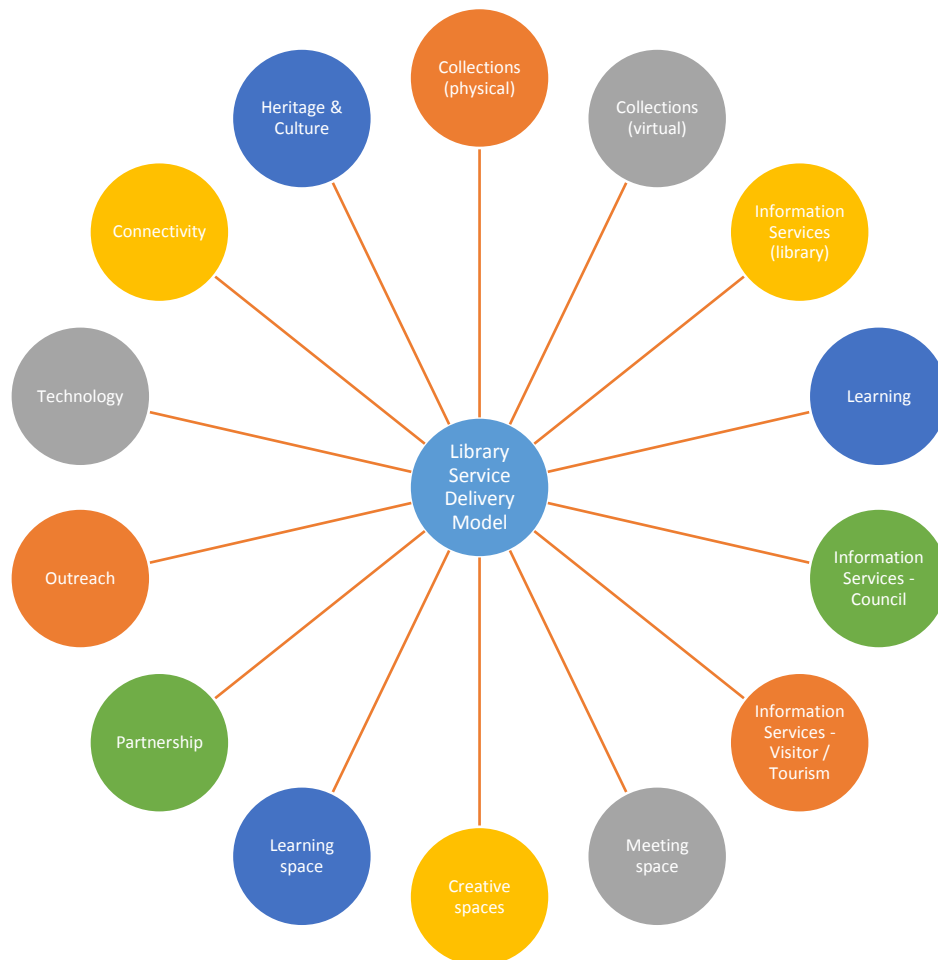 Collections
(physical)
Collections
(virtual)
Information
Services
(library)
Learning
Information
Services -
Council
Information
Services -
Visitor /
Tourism
Meeting
space
Creative
spaces
Learning
space
Partnership
Outreach
Technology
Connectivity
Heritage &
Culture
Library
Service
Delivery
Model